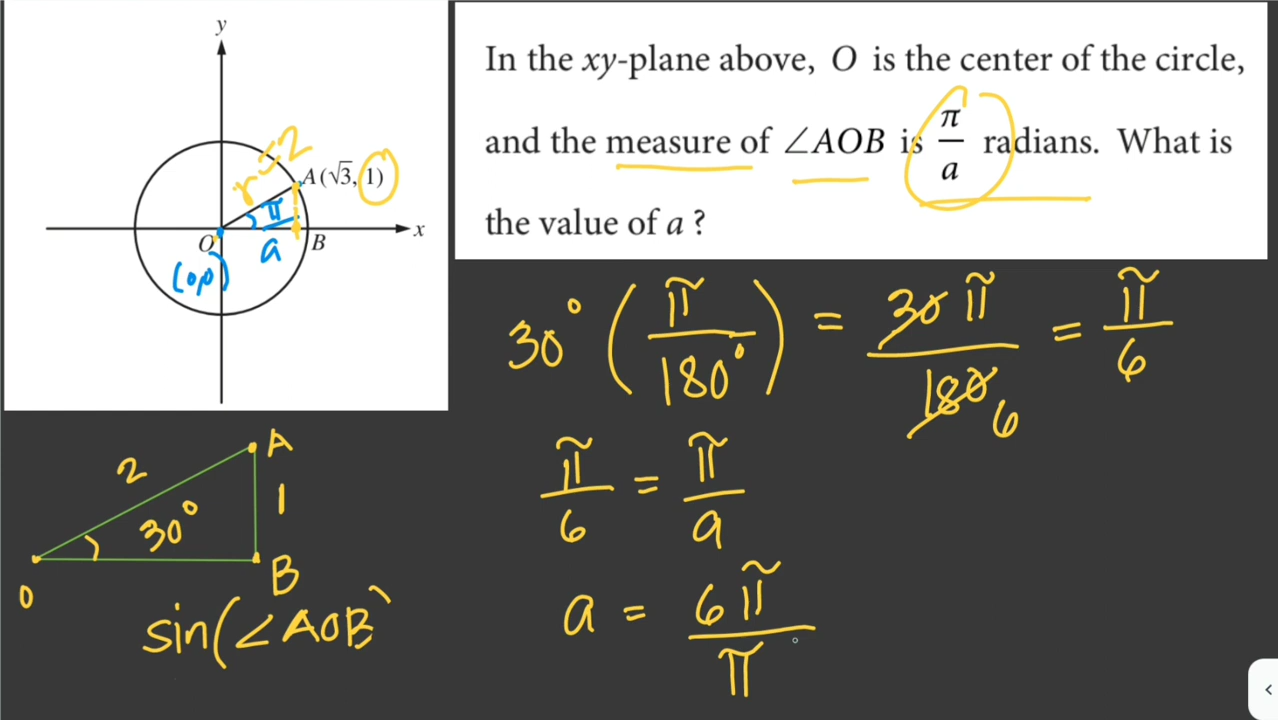 y
r = 2
A (√3, 1)
π/a
x
O
B
(0,0)
In the xy-plane above, O is the center of the circle,
and the measure of ∠AOB is π/a radians. What is
the value of a ?
30° (π/180°) = 30π/180 6 = π/6
π/6 = π/a
a = 6π/π
A
2
1
30°
O
B
sin(∠AOB)
<